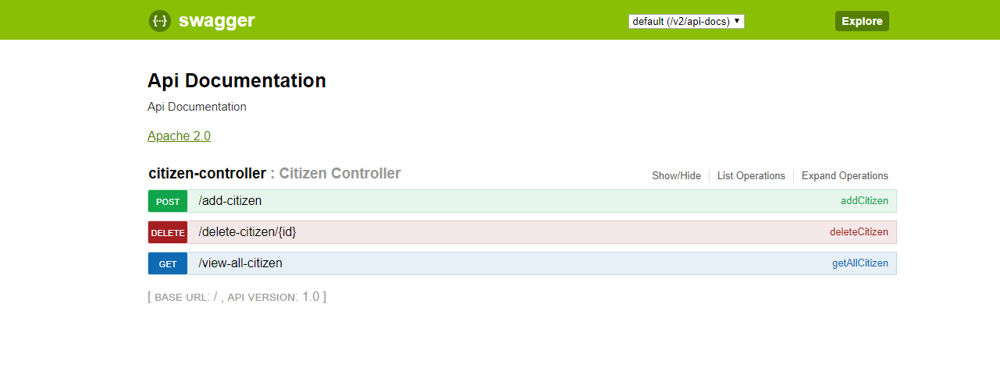 {···} swagger default (/v2/api-docs) Explore
Api Documentation
Api Documentation
Apache 2.0
citizen-controller : Citizen Controller Show/Hide List Operations Expand Operations
POST /add-citizen addCitizen
DELETE /delete-citizen/{id} deleteCitizen
GET /view-all-citizen getAllCitizen
[ BASE URL: / , API VERSION: 1.0 ]